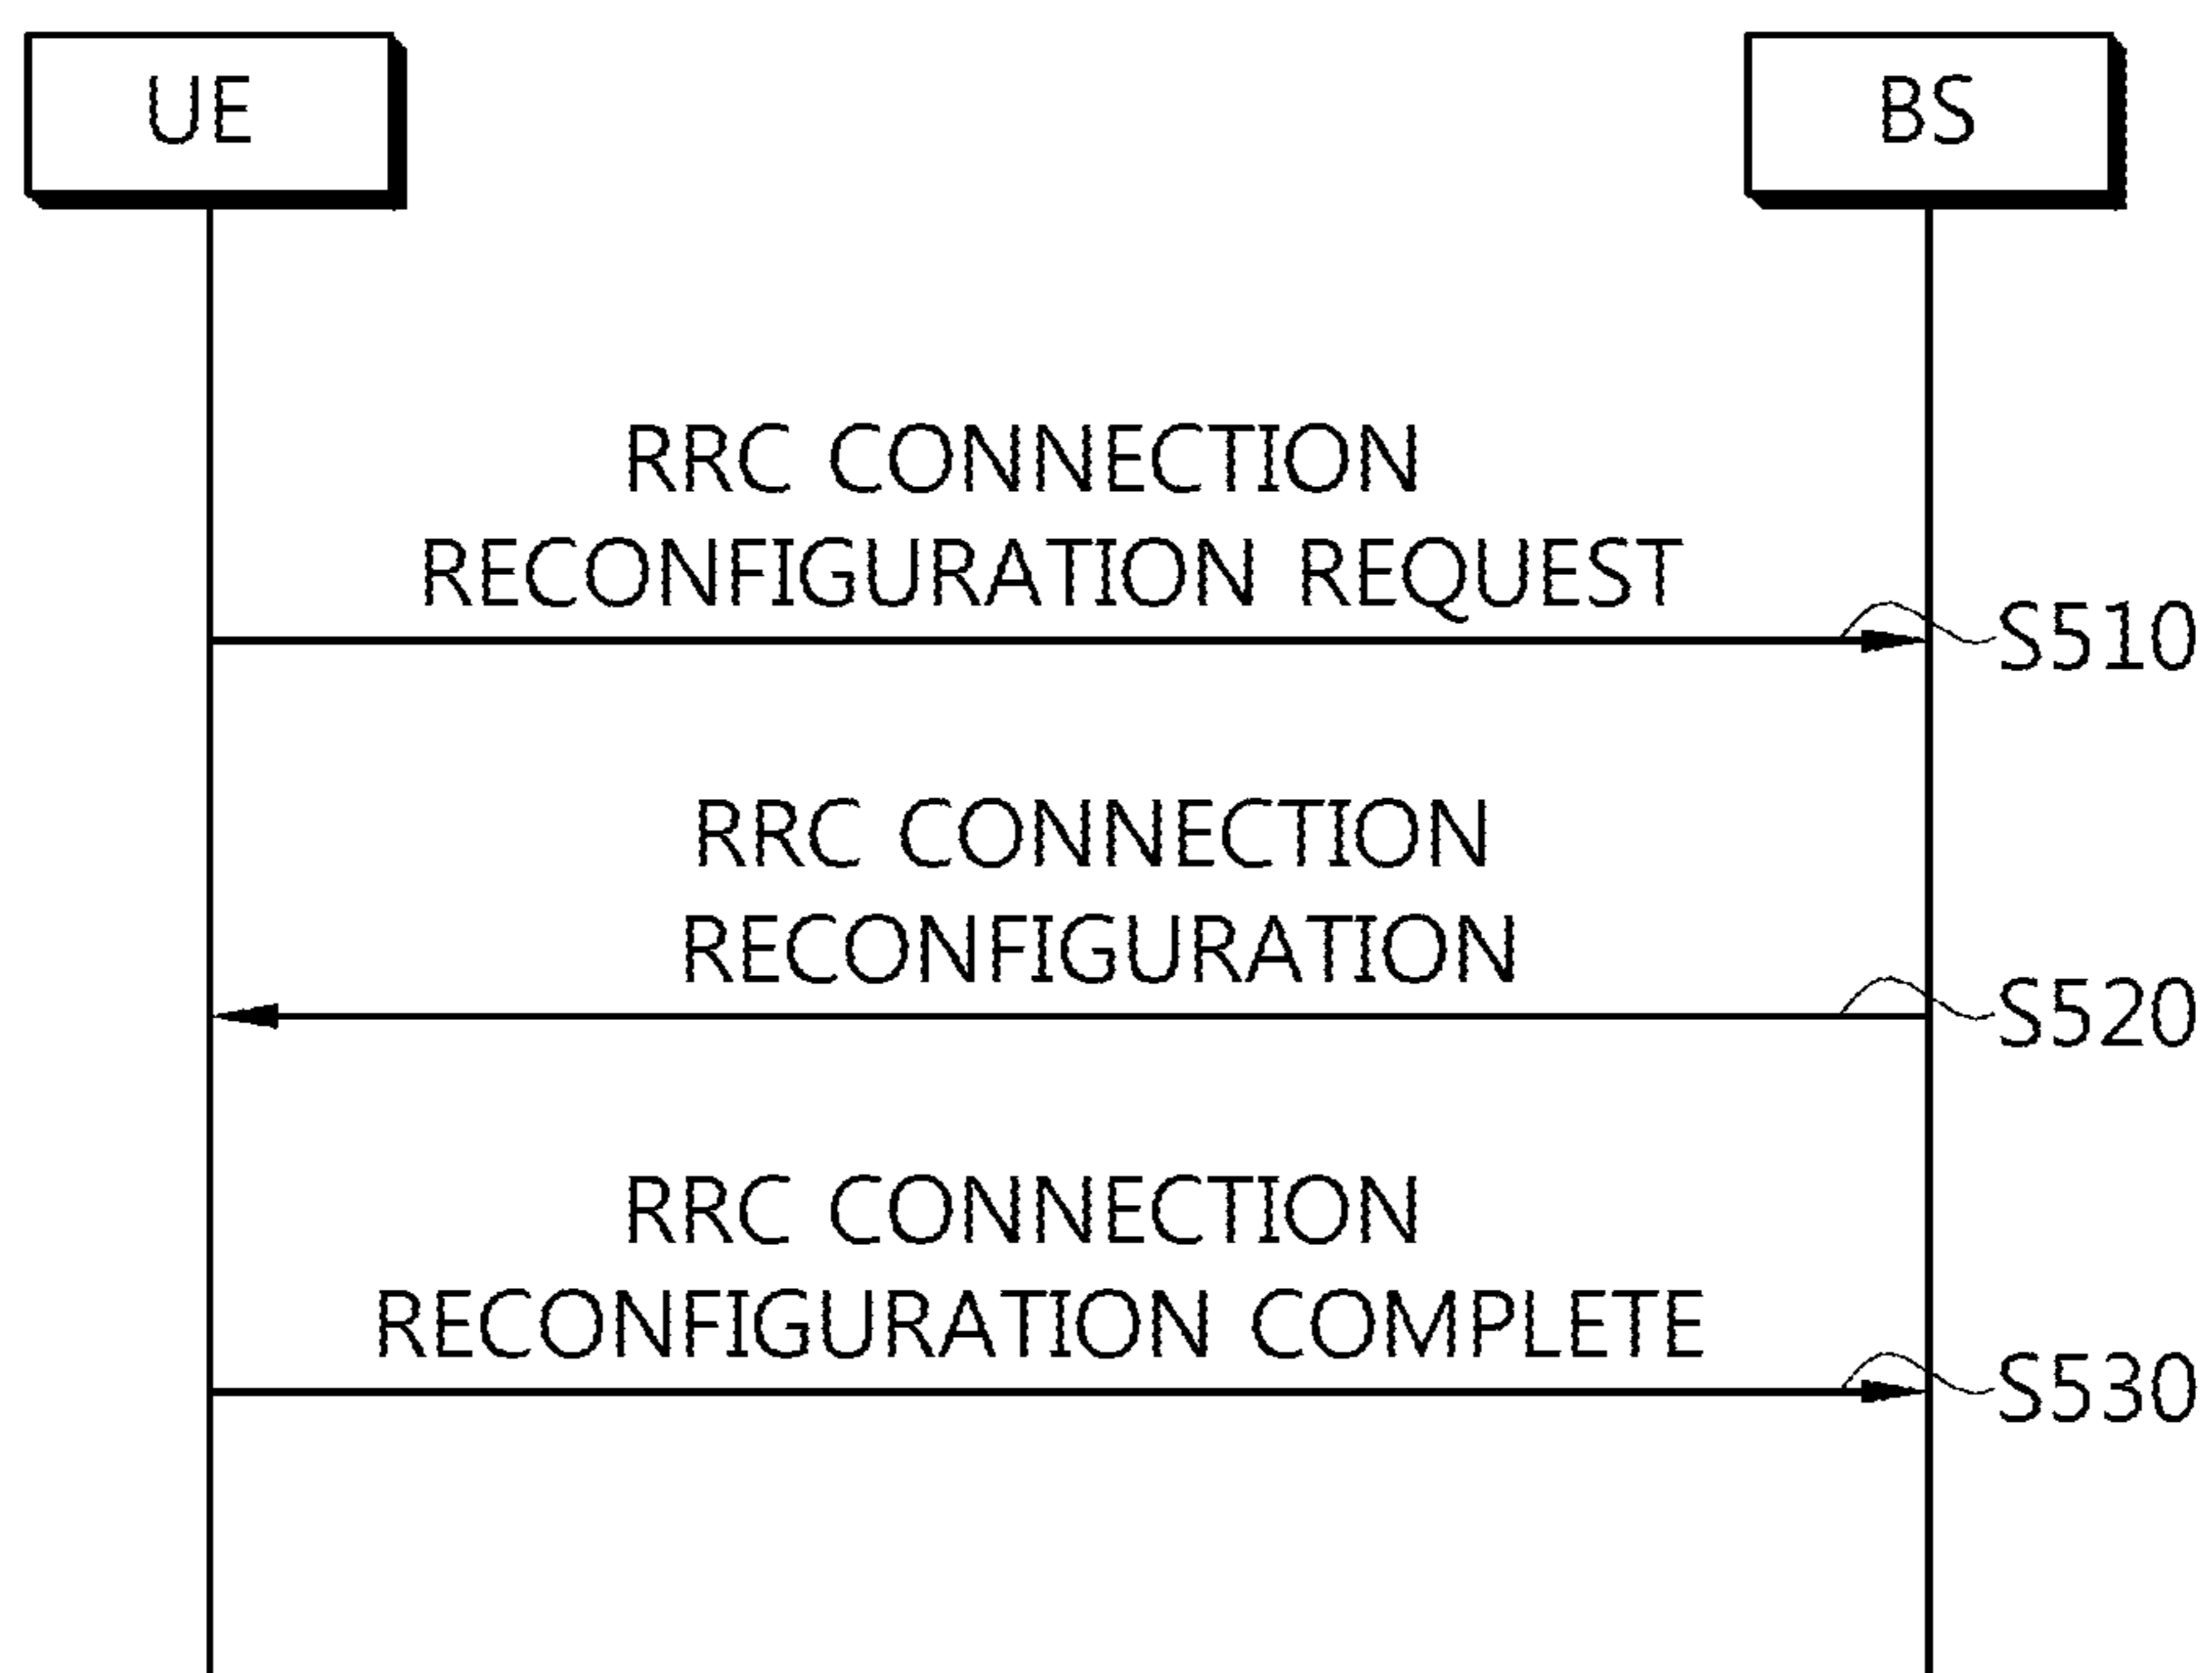 UE
BS
RRC CONNECTION
RECONFIGURATION REQUEST
S510
RRC CONNECTION
RECONFIGURATION
S520
RRC CONNECTION
RECONFIGURATION COMPLETE
S530